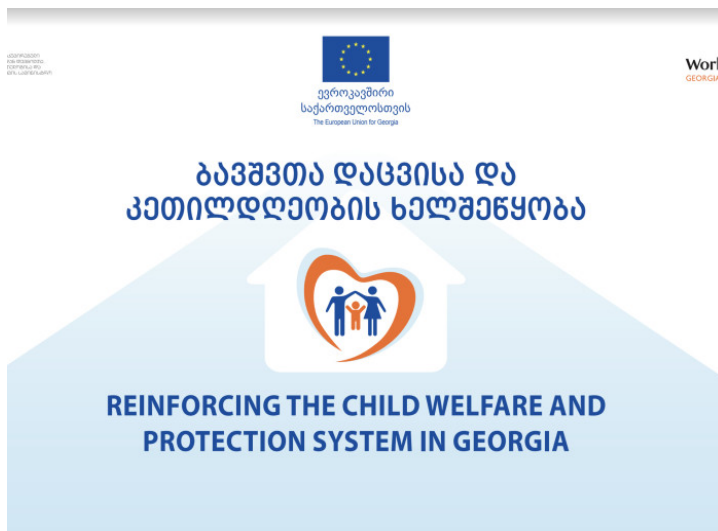 ევროკავშირი
საქართველოსთვის
The European Union for Georgia
GEORGIA
ბავშვთა დაცვისა და
კეთილდღეობის ხელშეწყობა
REINFORCING THE CHILD WELFARE AND
PROTECTION SYSTEM IN GEORGIA